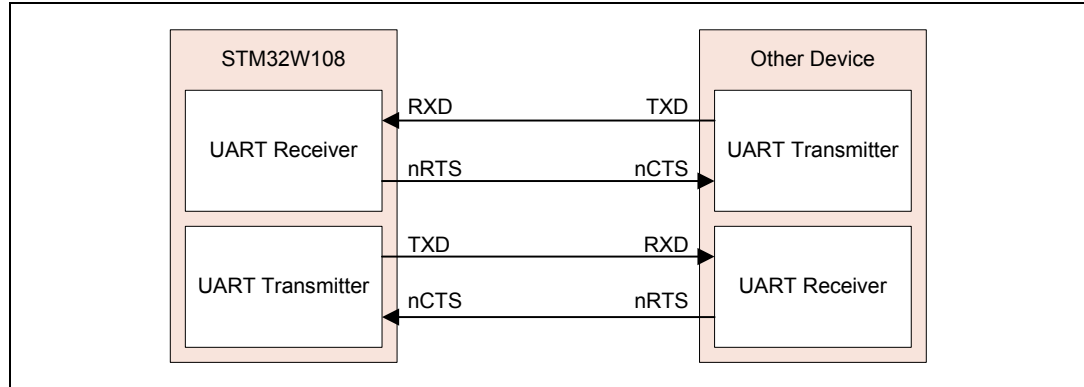 STM32W108 Other Device
RXD TXD
UART Receiver UART Transmitter
nRTS nCTS
TXD RXD
UART Transmitter UART Receiver
nCTS nRTS